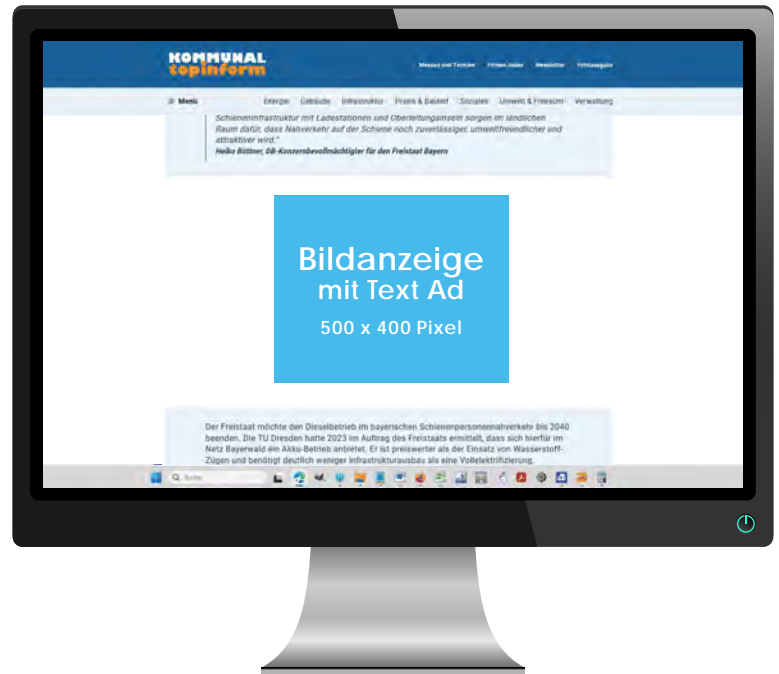 KOMMUNAL
topinform
Messen und Termine Firmen-Index Newsletter Printausgabe
≡ Menü Energie Gebäude Infrastruktur Praxis & Bauhof Soziales Umwelt & Freiraum Verwaltung
Schieneninfrastruktur mit Ladestationen und Oberleitungsinseln sorgen im ländlichen
Raum dafür, dass Nahverkehr auf der Schiene noch zuverlässiger, umweltfreundlicher und
attraktiver wird."
Heiko Büttner, DB-Konzernbevollmächtigter für den Freistaat Bayern
Bildanzeige
mit Text Ad
500 x 400 Pixel
Der Freistaat möchte den Dieselbetrieb im bayerischen Schienenpersonennahverkehr bis 2040
beenden. Die TU Dresden hatte 2023 im Auftrag des Freistaats ermittelt, dass sich hierfür im
Netz Bayerwald ein Akku-Betrieb anbietet. Er ist preiswerter als der Einsatz von Wasserstoff-
Zügen und benötigt deutlich weniger Infrastrukturausbau als eine Vollelektrifizierung.
Suche